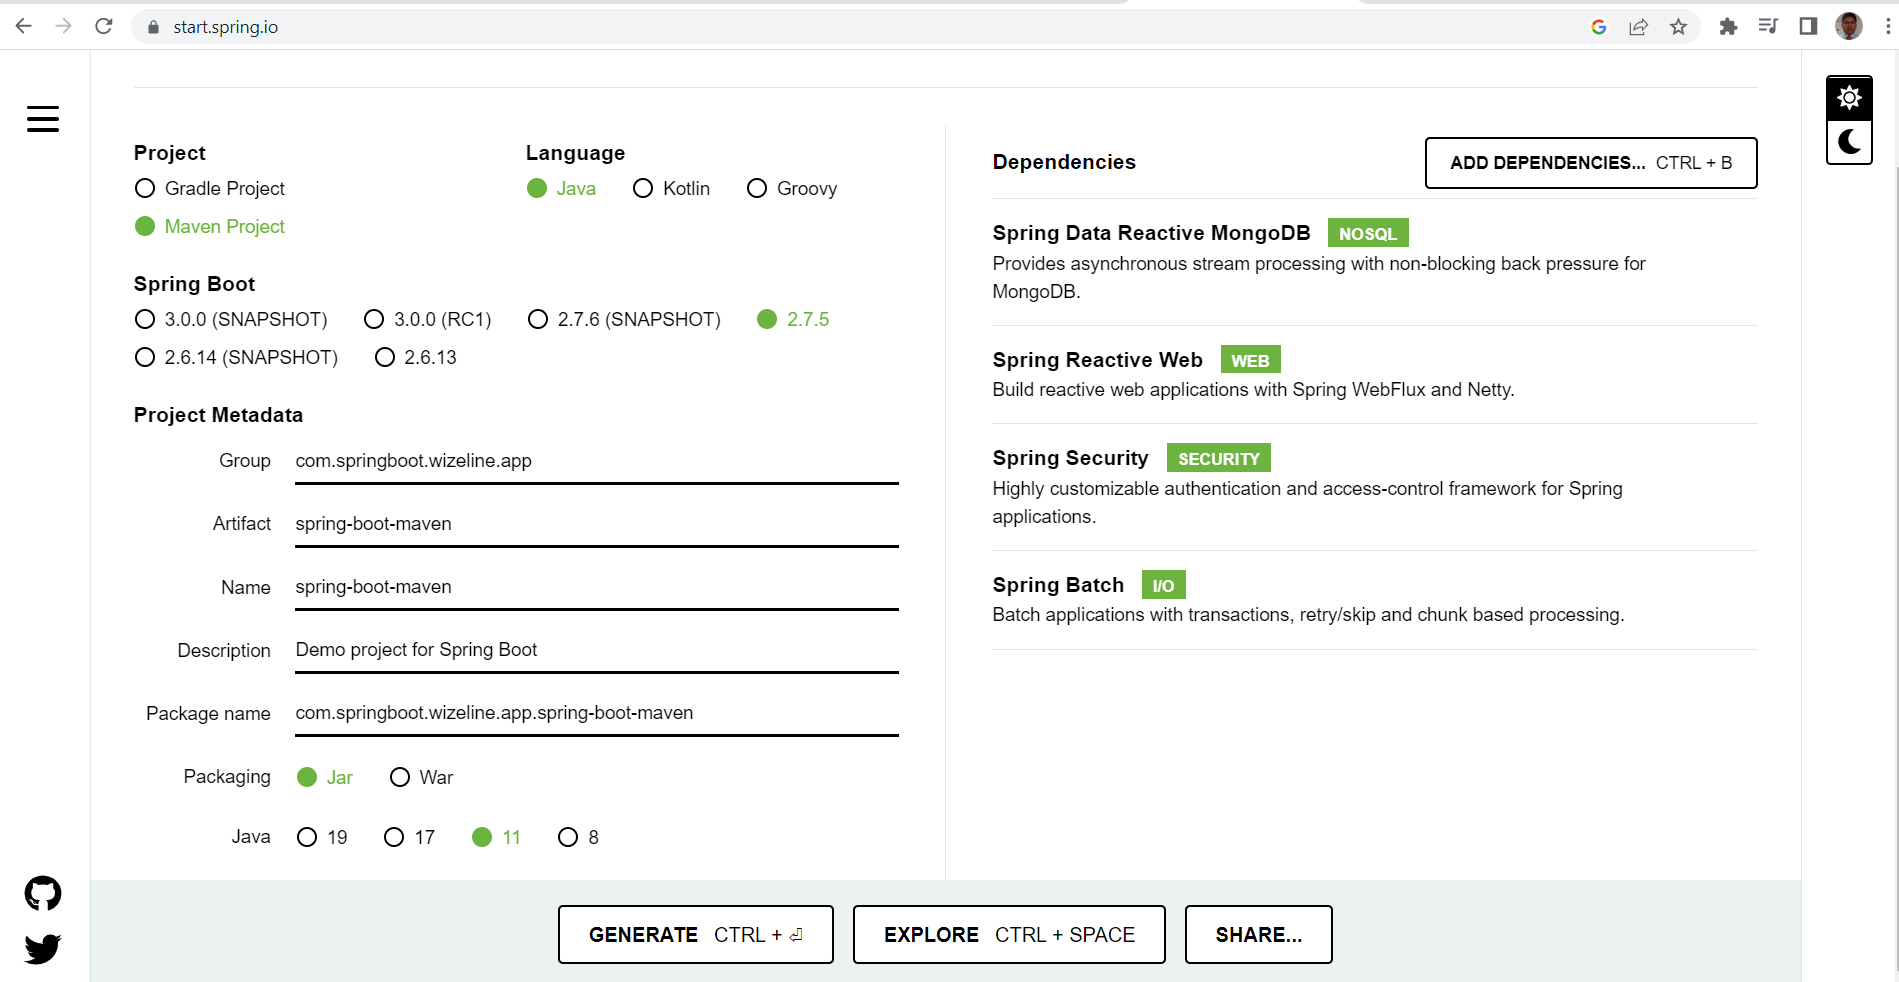 start.spring.io
Project
Gradle Project
Maven Project
Language
Java Kotlin Groovy
Spring Boot
3.0.0 (SNAPSHOT) 3.0.0 (RC1) 2.7.6 (SNAPSHOT) 2.7.5
2.6.14 (SNAPSHOT) 2.6.13
Project Metadata
Group com.springboot.wizeline.app
Artifact spring-boot-maven
Name spring-boot-maven
Description Demo project for Spring Boot
Package name com.springboot.wizeline.app.spring-boot-maven
Packaging Jar War
Java 19 17 11 8
Dependencies ADD DEPENDENCIES... CTRL + B
Spring Data Reactive MongoDB NOSQL
Provides asynchronous stream processing with non-blocking back pressure for
MongoDB.
Spring Reactive Web WEB
Build reactive web applications with Spring WebFlux and Netty.
Spring Security SECURITY
Highly customizable authentication and access-control framework for Spring
applications.
Spring Batch I/O
Batch applications with transactions, retry/skip and chunk based processing.
GENERATE CTRL + ⏎ EXPLORE CTRL + SPACE SHARE...